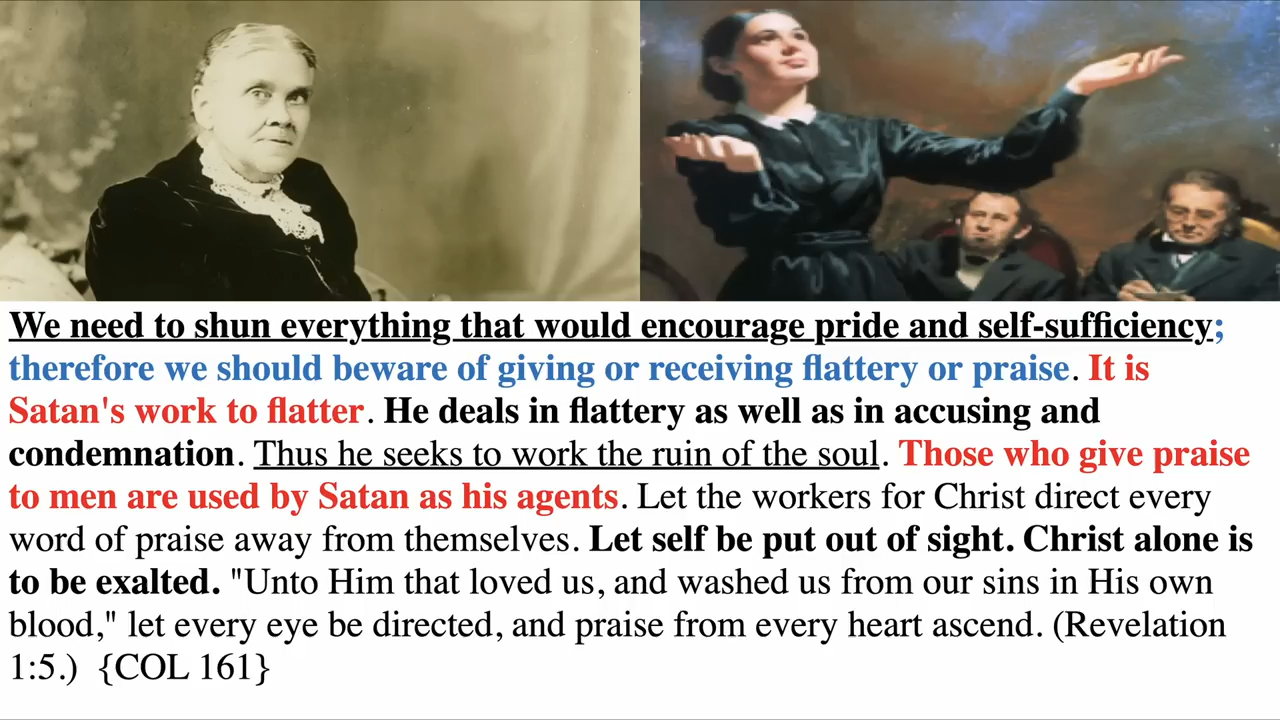 We need to shun everything that would encourage pride and self-sufficiency;
therefore we should beware of giving or receiving flattery or praise. It is
Satan's work to flatter. He deals in flattery as well as in accusing and
condemnation. Thus he seeks to work the ruin of the soul. Those who give praise
to men are used by Satan as his agents. Let the workers for Christ direct every
word of praise away from themselves. Let self be put out of sight. Christ alone is
to be exalted. "Unto Him that loved us, and washed us from our sins in His own
blood," let every eye be directed, and praise from every heart ascend. (Revelation
1:5.)  {COL 161}